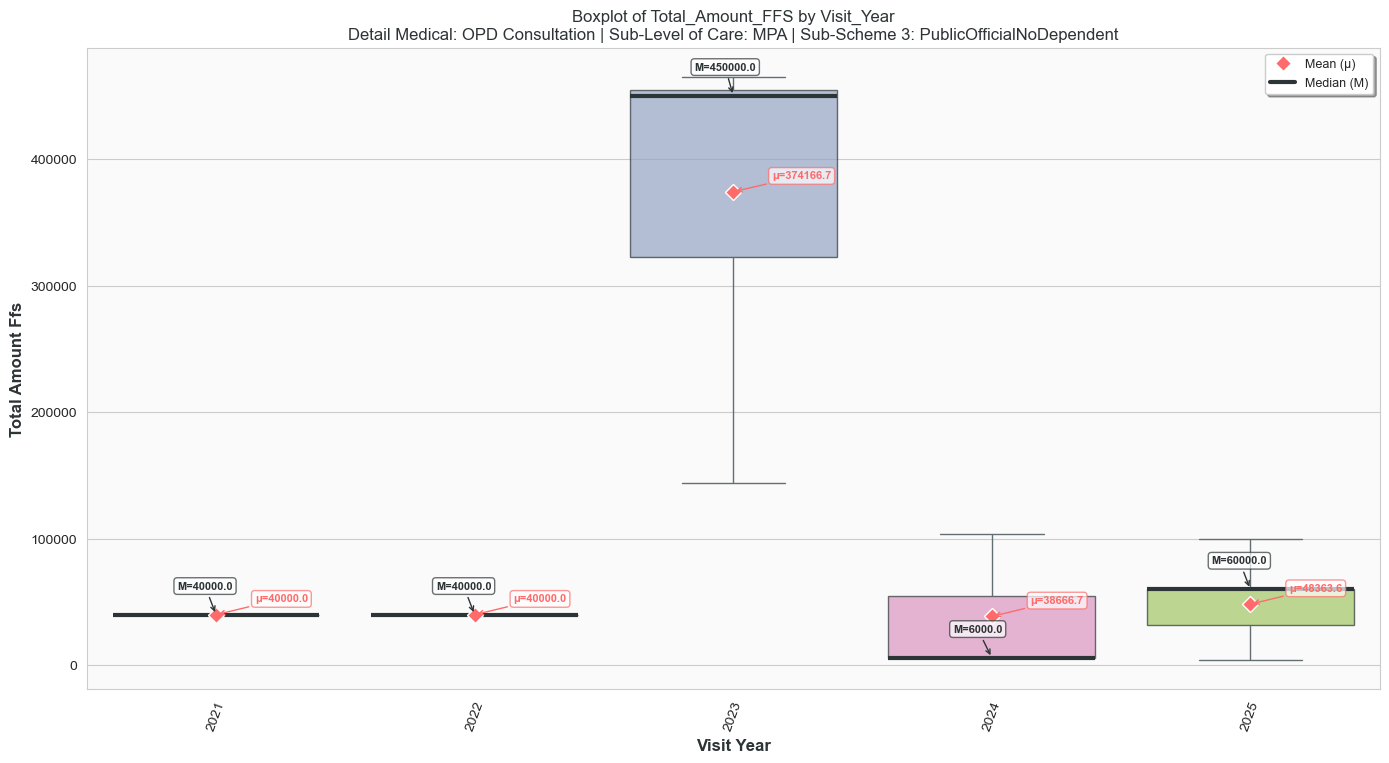 Boxplot of Total_Amount_FFS by Visit_Year
Detail Medical: OPD Consultation | Sub-Level of Care: MPA | Sub-Scheme 3: PublicOfficialNoDependent
Mean (μ)
Median (M)
Total Amount Ffs
400000
300000
200000
100000
0
M=40000.0
μ=40000.0
M=40000.0
μ=40000.0
M=450000.0
μ=374166.7
μ=38666.7
M=6000.0
M=60000.0
μ=48363.6
2021
2022
2023
2024
2025
Visit Year